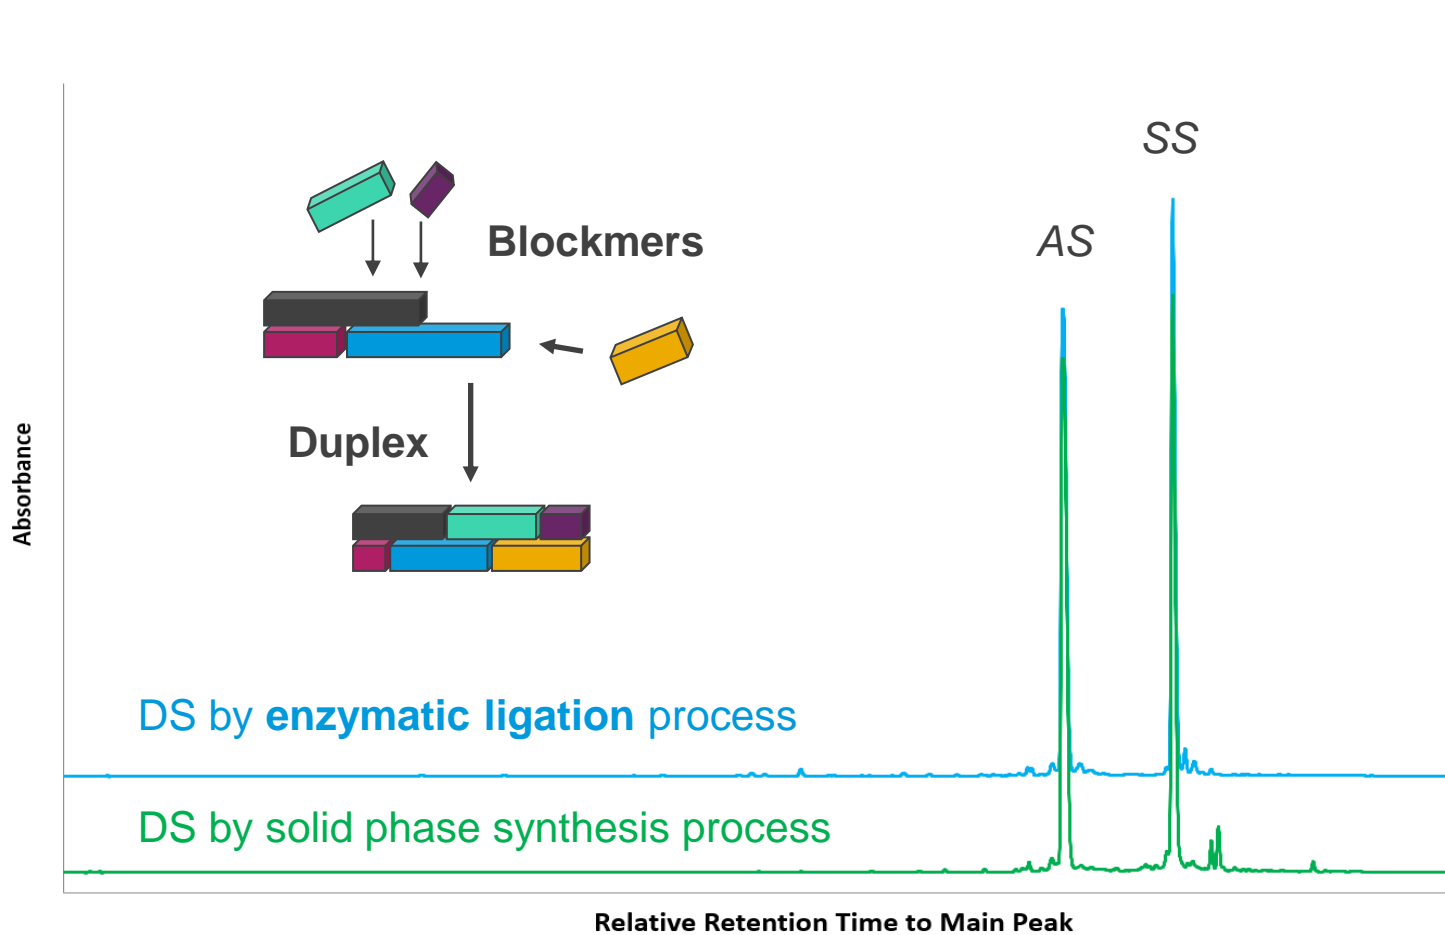 SS
AS
Blockmers
Duplex
Absorbance
DS by enzymatic ligation process
DS by solid phase synthesis process
Relative Retention Time to Main Peak